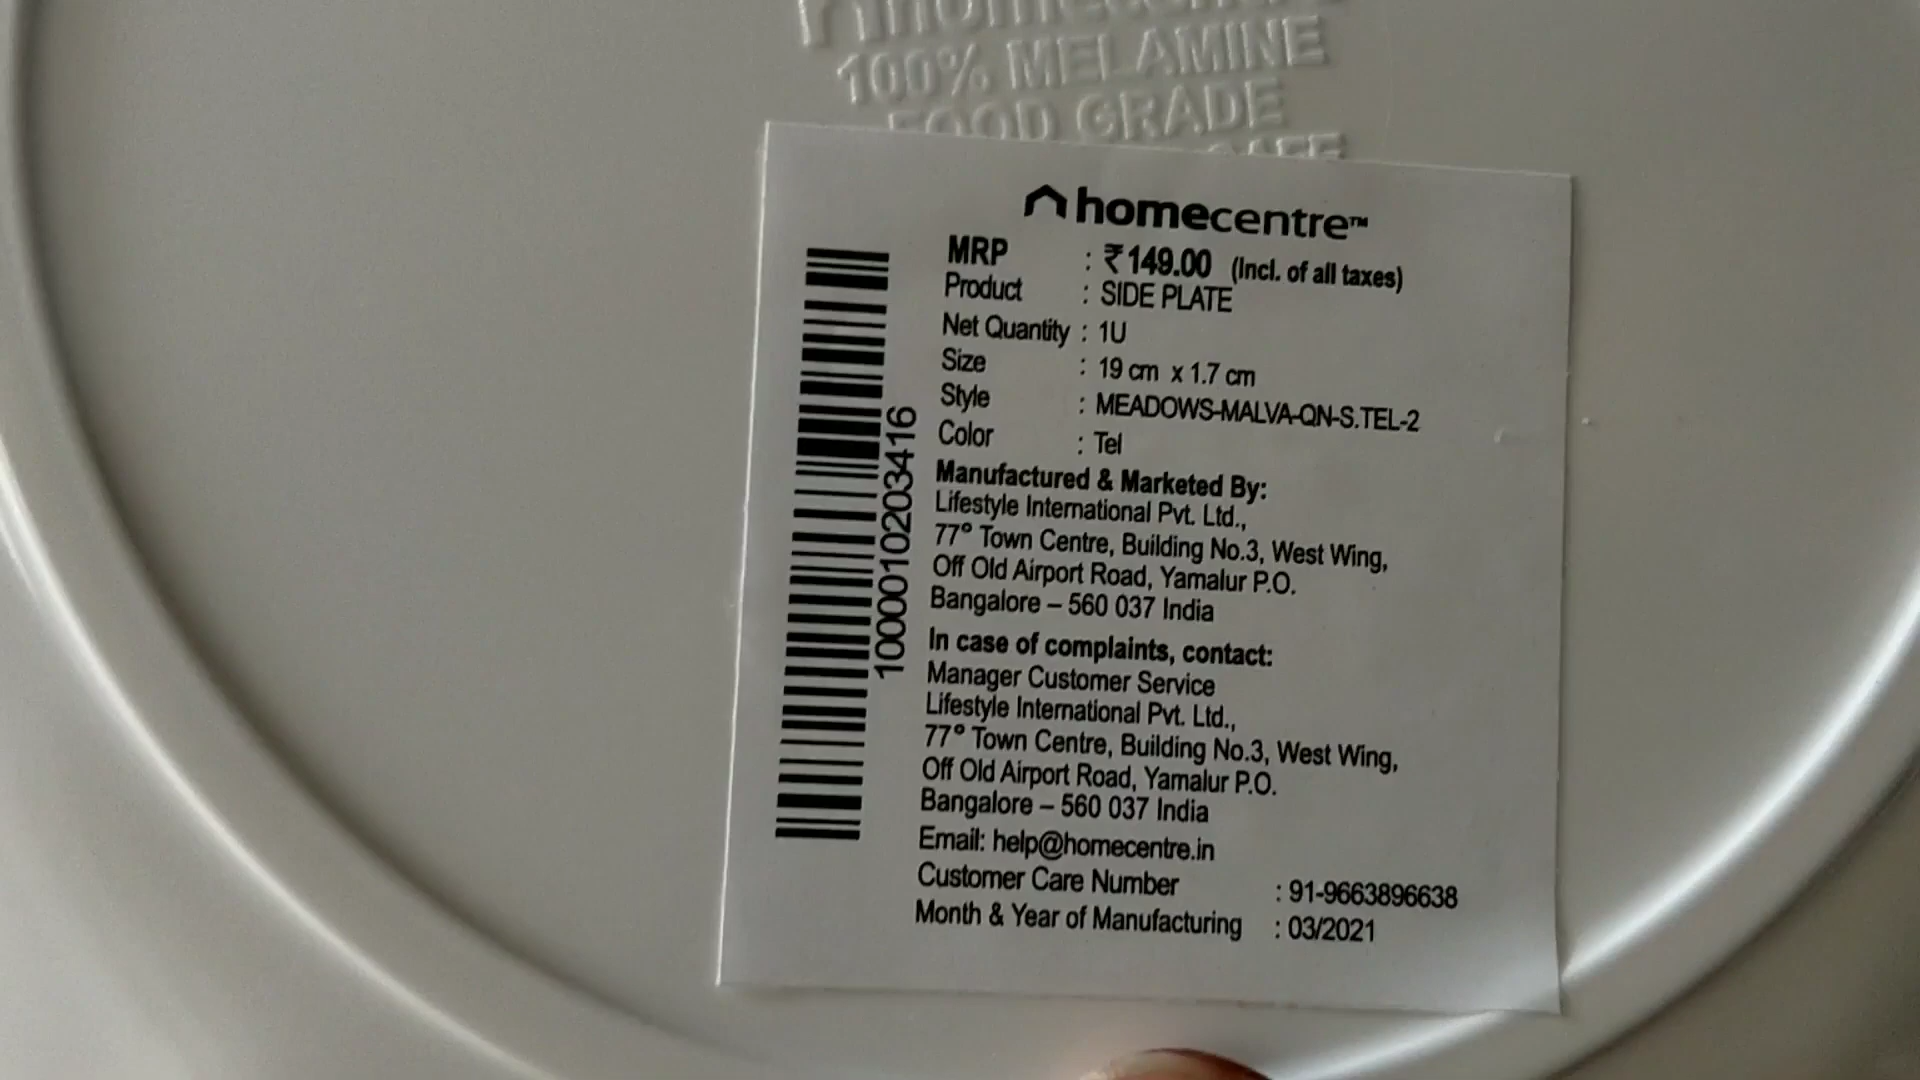 homecentre
100% MELAMINE
FOOD GRADE
SAFE
homecentre™
MRP : ₹149.00 (Incl. of all taxes)
Product : SIDE PLATE
Net Quantity : 1U
Size : 19 cm x 1.7 cm
Style : MEADOWS-MALVA-QN-S.TEL-2
Color : Tel
1000010203416
Manufactured & Marketed By:
Lifestyle International Pvt. Ltd.,
77° Town Centre, Building No.3, West Wing,
Off Old Airport Road, Yamalur P.O.
Bangalore – 560 037 India
In case of complaints, contact:
Manager Customer Service
Lifestyle International Pvt. Ltd.,
77° Town Centre, Building No.3, West Wing,
Off Old Airport Road, Yamalur P.O.
Bangalore – 560 037 India
Email: help@homecentre.in
Customer Care Number : 91-9663896638
Month & Year of Manufacturing : 03/2021